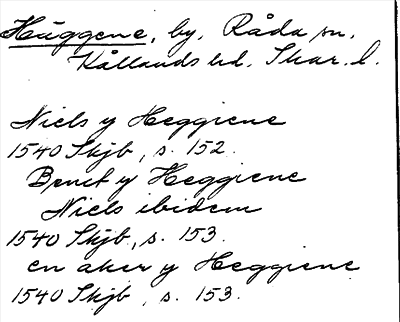 Häggene, by, Råda sn,
Kållands hd. Skar. l.
Niels y Heggiene
1540 Skjb, s. 152.
Benct y Heggiene
Niels ibidem
1540 Skjb, s. 153.
en aker y Heggiene
1540 Skjb, s. 153.